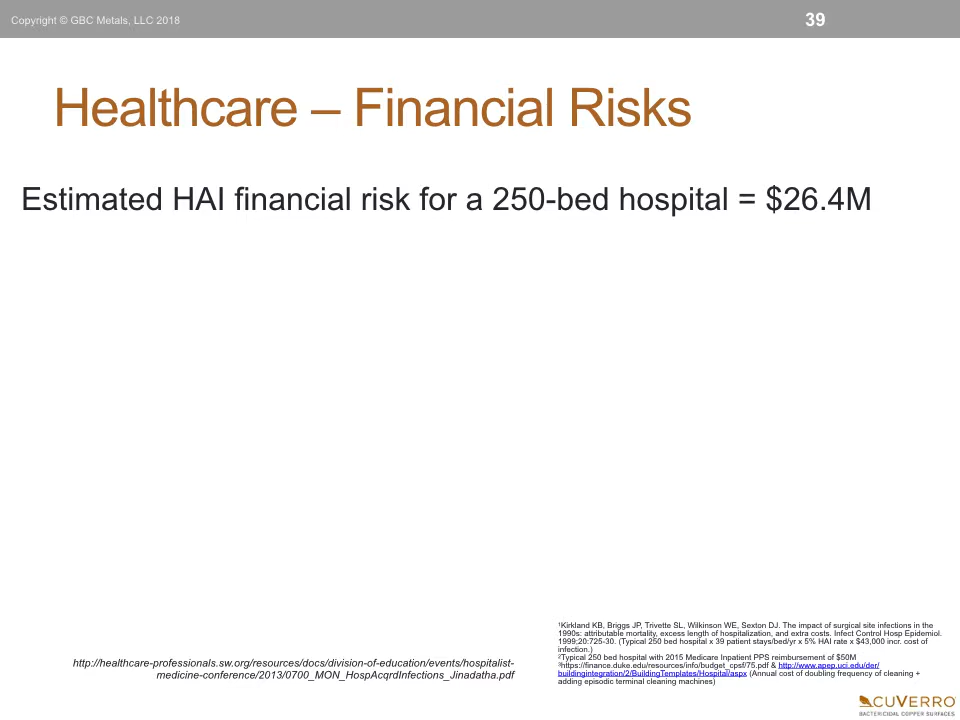 Copyright © GBC Metals, LLC 2018
39
Healthcare – Financial Risks
Estimated HAI financial risk for a 250-bed hospital = $26.4M
http://healthcare-professionals.sw.org/resources/docs/division-of-education/events/hospitalist-
medicine-conference/2013/0700_MON_HospAcqrdInfections_Jinadatha.pdf
¹Kirkland KB, Briggs JP, Trivette SL, Wilkinson WE, Sexton DJ. The impact of surgical site infections in the
1990s: attributable mortality, excess length of hospitalization, and extra costs. Infect Control Hosp Epidemiol.
1999;20:725-30. (Typical 250 bed hospital x 39 patient stays/bed/yr x 5% HAI rate x $43,000 incr. cost of
infection.)
²Typical 250 bed hospital with 2015 Medicare Inpatient PPS reimbursement of $50M
³https://finance.duke.edu/resources/info/budget_cpsf/75.pdf & http://www.apep.uci.edu/der/
buildingintegration/2/BuildingTemplates/Hospital/aspx (Annual cost of doubling frequency of cleaning +
adding episodic terminal cleaning machines)
CUVERRO
BACTERICIDAL COPPER SURFACES